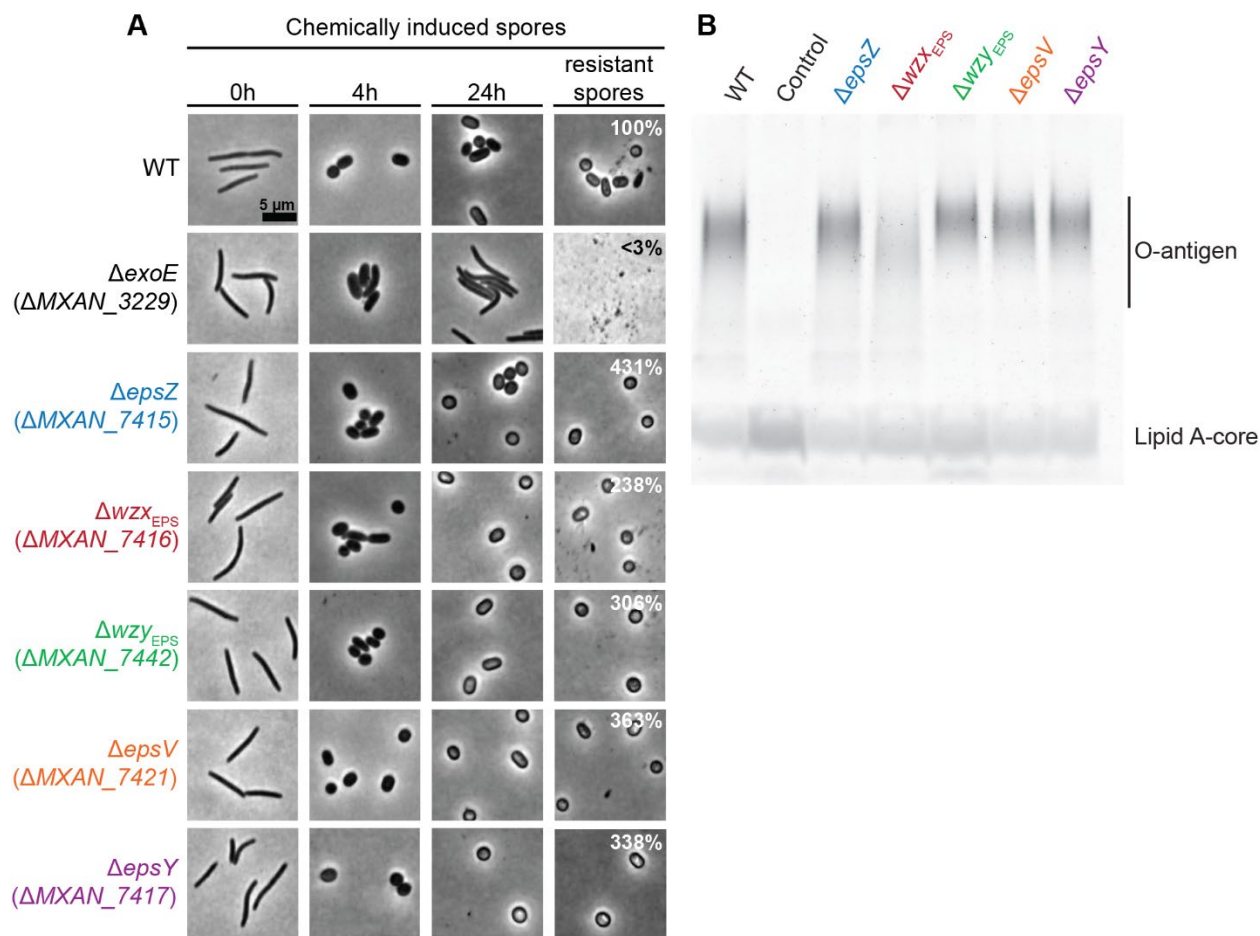 A
Chemically induced spores
0h
4h
24h
resistant
spores
WT
5 µm
100%
ΔexoE
(ΔMXAN_3229)
<3%
ΔepsZ
(ΔMXAN_7415)
431%
Δwzx_EPS
(ΔMXAN_7416)
238%
Δwzy_EPS
(ΔMXAN_7442)
306%
ΔepsV
(ΔMXAN_7421)
363%
ΔepsY
(ΔMXAN_7417)
338%
B
WT
Control
ΔepsZ
Δwzx_EPS
Δwzy_EPS
ΔepsV
ΔepsY
O-antigen
Lipid A-core